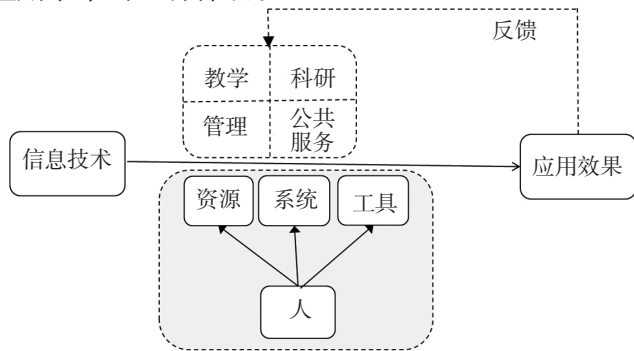 反馈
教学
科研
管理
公共
服务
信息技术
应用效果
资源
系统
工具
人